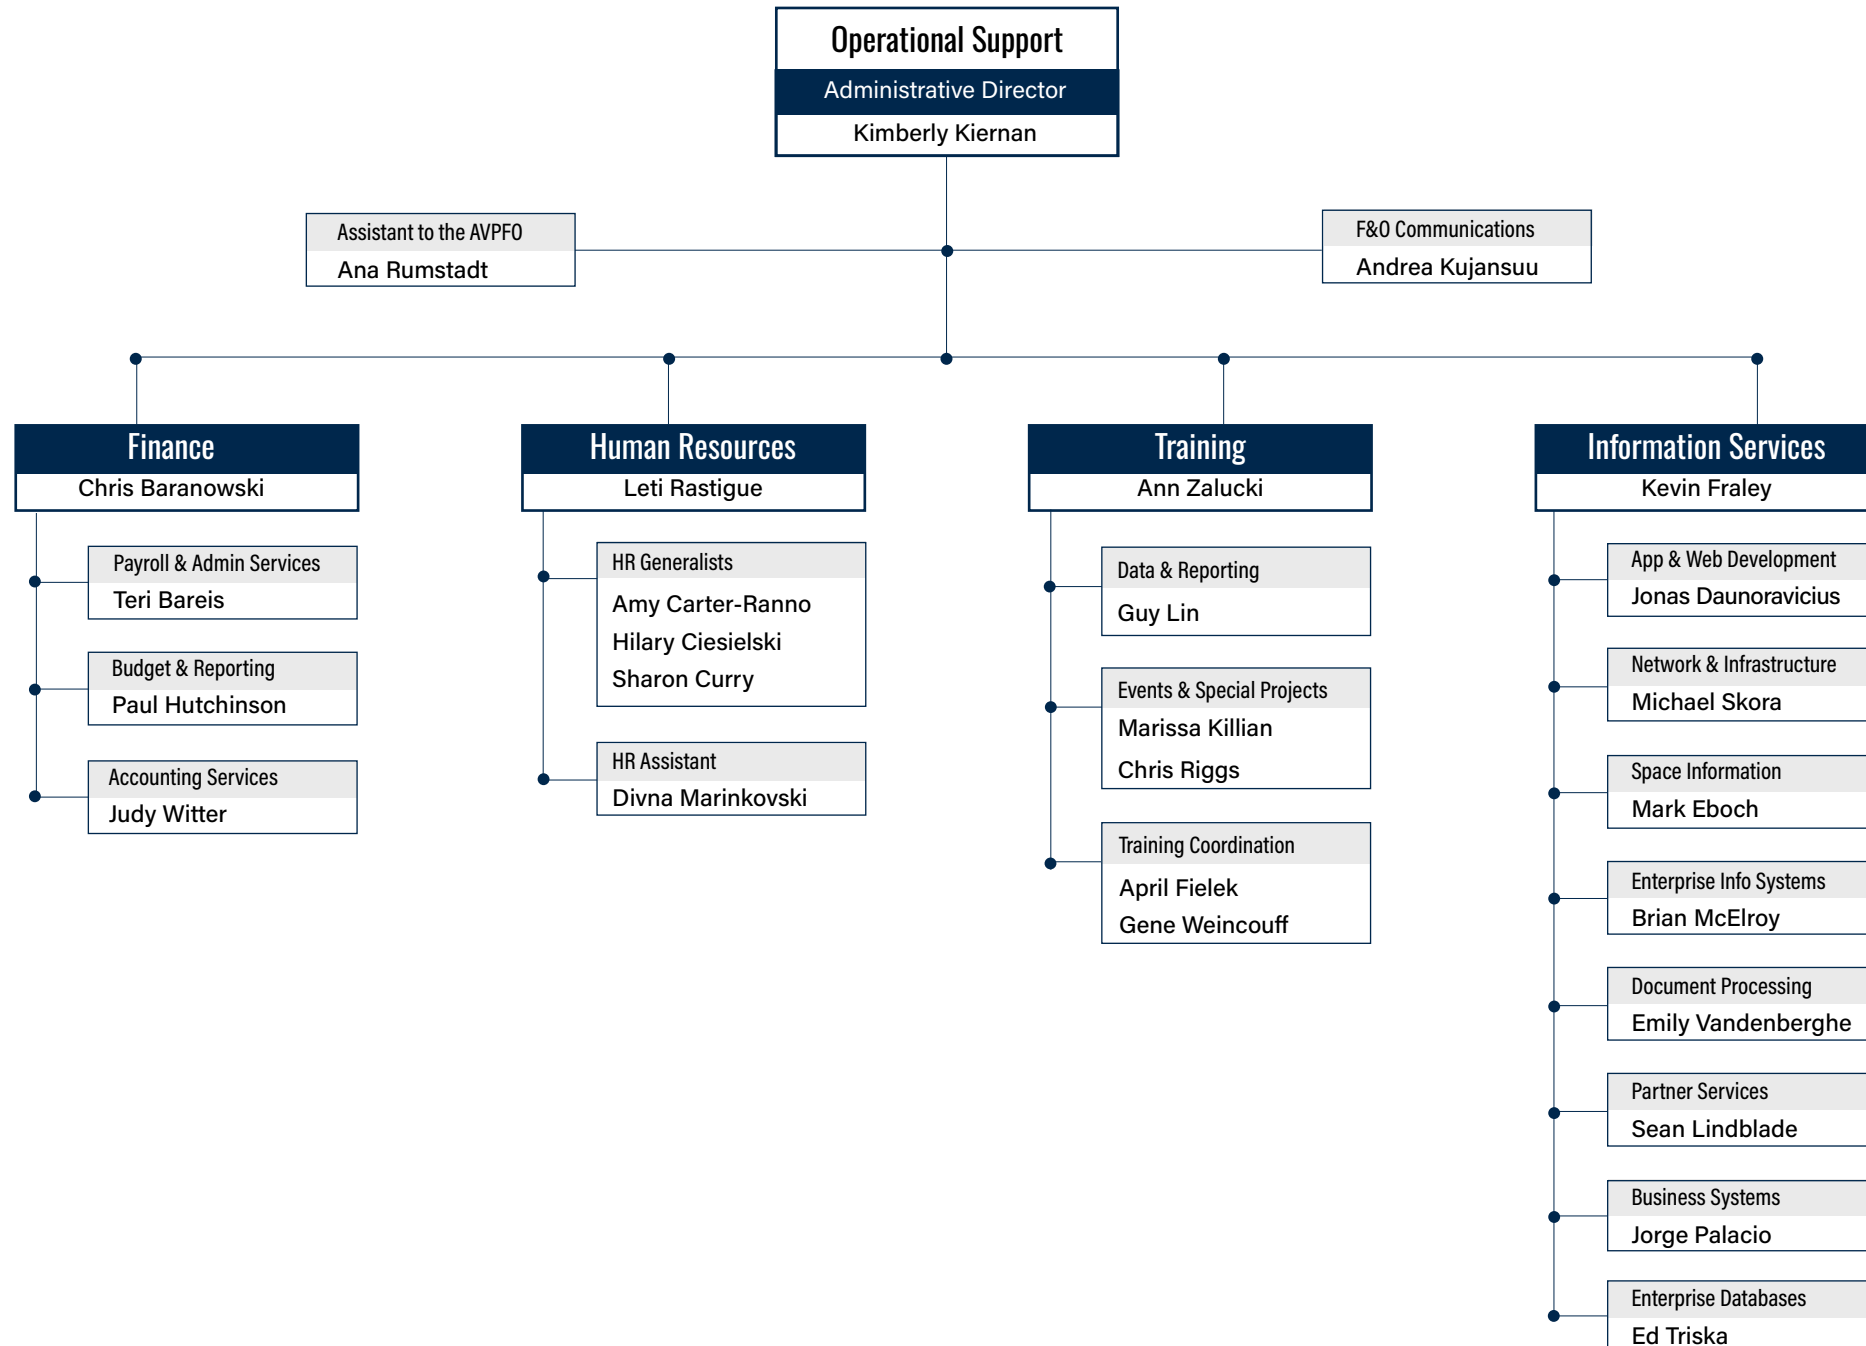 Operational Support
Administrative Director
Kimberly Kiernan
Assistant to the AVPFO
Ana Rumstadt
F&O Communications
Andrea Kujansuu
Finance
Chris Baranowski
Payroll & Admin Services
Teri Bareis
Budget & Reporting
Paul Hutchinson
Accounting Services
Judy Witter
Human Resources
Leti Rastigue
HR Generalists
Amy Carter-Ranno
Hilary Ciesielski
Sharon Curry
HR Assistant
Divna Marinkovski
Training
Ann Zalucki
Data & Reporting
Guy Lin
Events & Special Projects
Marissa Killian
Chris Riggs
Training Coordination
April Fielek
Gene Weincouff
Information Services
Kevin Fraley
App & Web Development
Jonas Daunoravicius
Network & Infrastructure
Michael Skora
Space Information
Mark Eboch
Enterprise Info Systems
Brian McElroy
Document Processing
Emily Vandenberghe
Partner Services
Sean Lindblade
Business Systems
Jorge Palacio
Enterprise Databases
Ed Triska